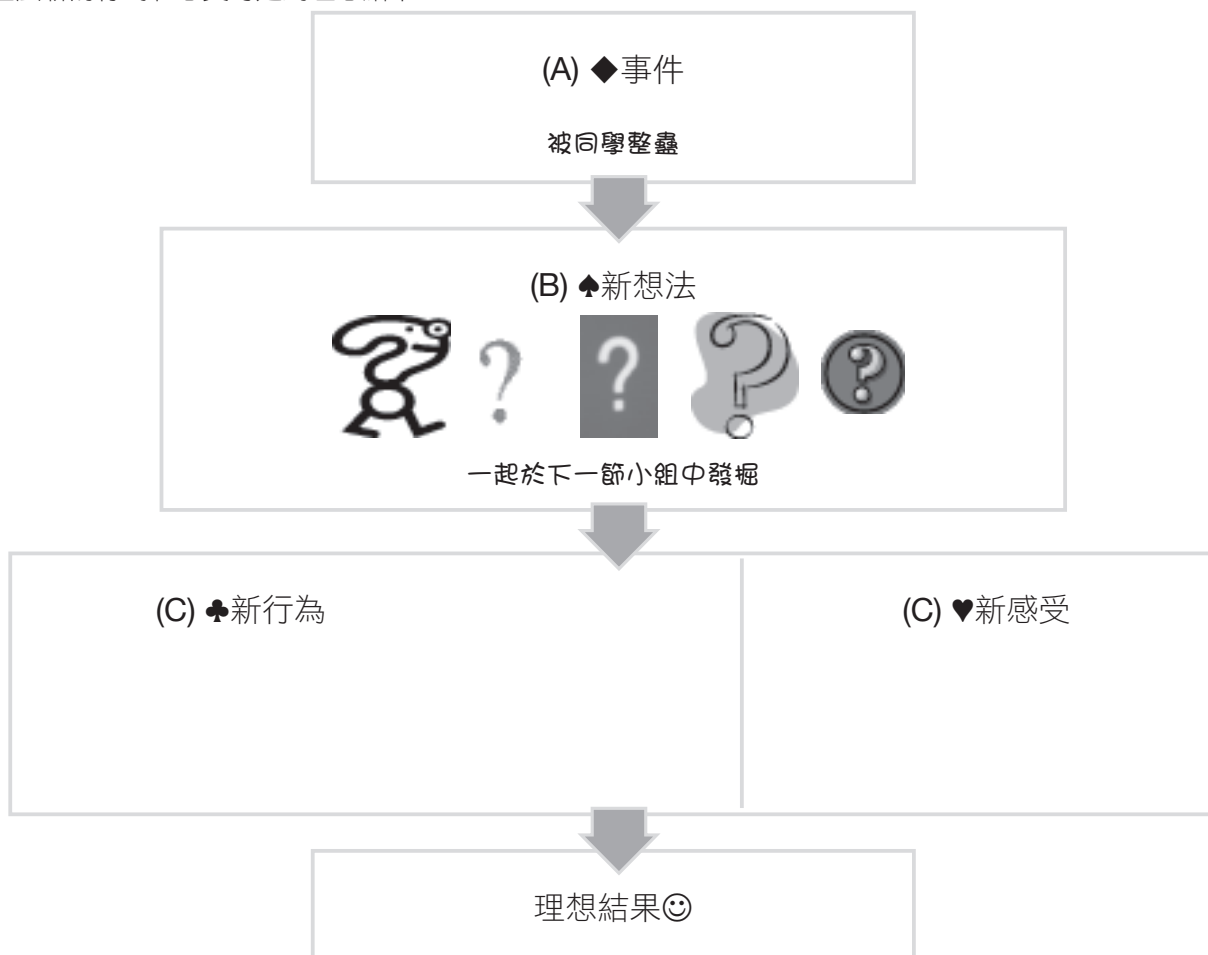 (A) ◆事件
被同學整蠱
(B) ♠新想法
? ? ? ? ?
一起於下一節小組中發掘
(C) ♣新行為
(C) ♥新感受
理想結果☺